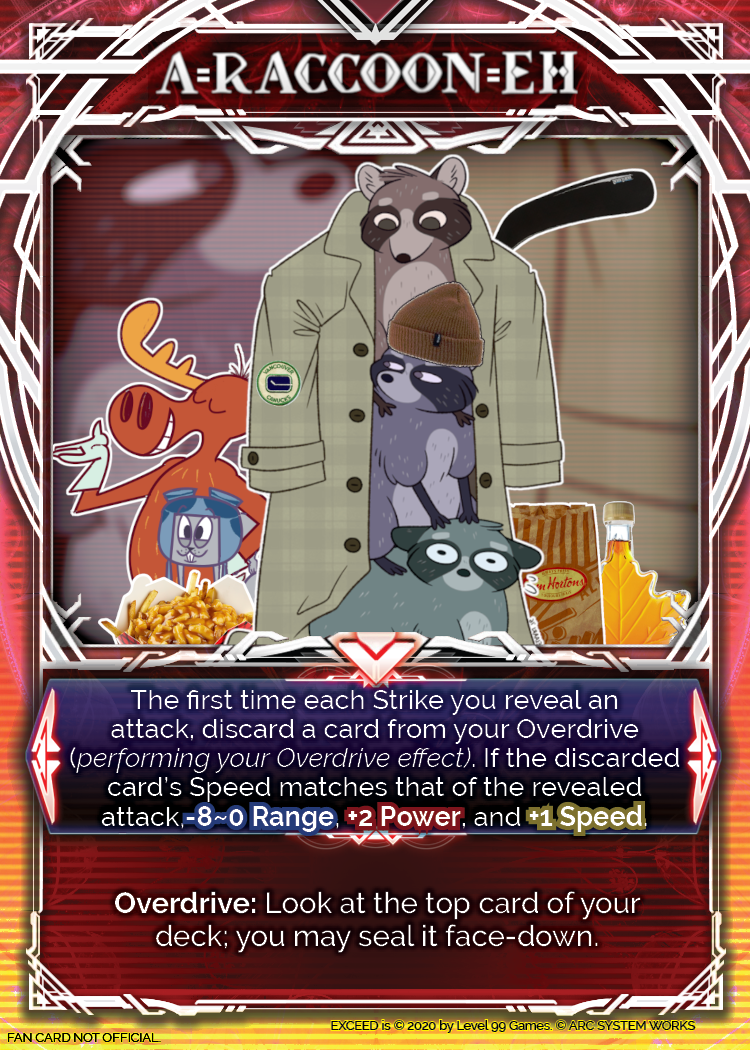 A=RACCOON=EH
VANCOUVER
CANUCKS
Hortons
The first time each Strike you reveal an
attack, discard a card from your Overdrive
(performing your Overdrive effect). If the discarded
card's Speed matches that of the revealed
attack,-8~0 Range, +2 Power, and +1 Speed.
Overdrive: Look at the top card of your
deck; you may seal it face-down.
EXCEED is © 2020 by Level 99 Games. © ARC SYSTEM WORKS
FAN CARD NOT OFFICIAL.